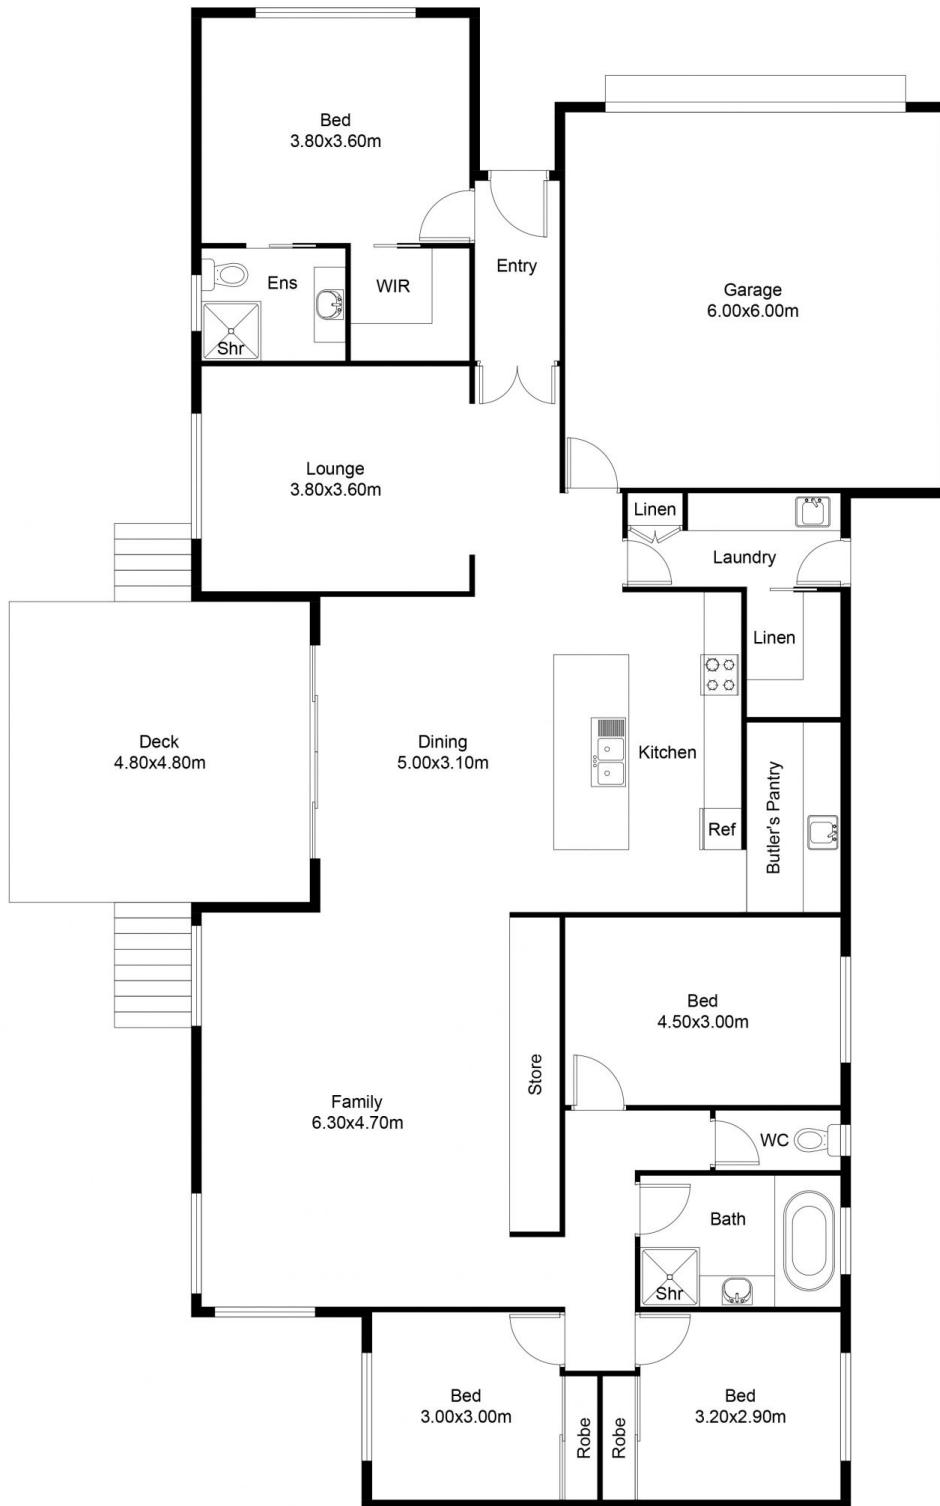 Bed
3.80x3.60m
Entry
Ens
WIR
Shr
Garage
6.00x6.00m
Lounge
3.80x3.60m
Linen
Laundry
Linen
Deck
4.80x4.80m
Dining
5.00x3.10m
Kitchen
Ref
Butler's Pantry
Bed
4.50x3.00m
Store
Family
6.30x4.70m
WC
Bath
Shr
Bed
3.00x3.00m
Robe
Robe
Bed
3.20x2.90m